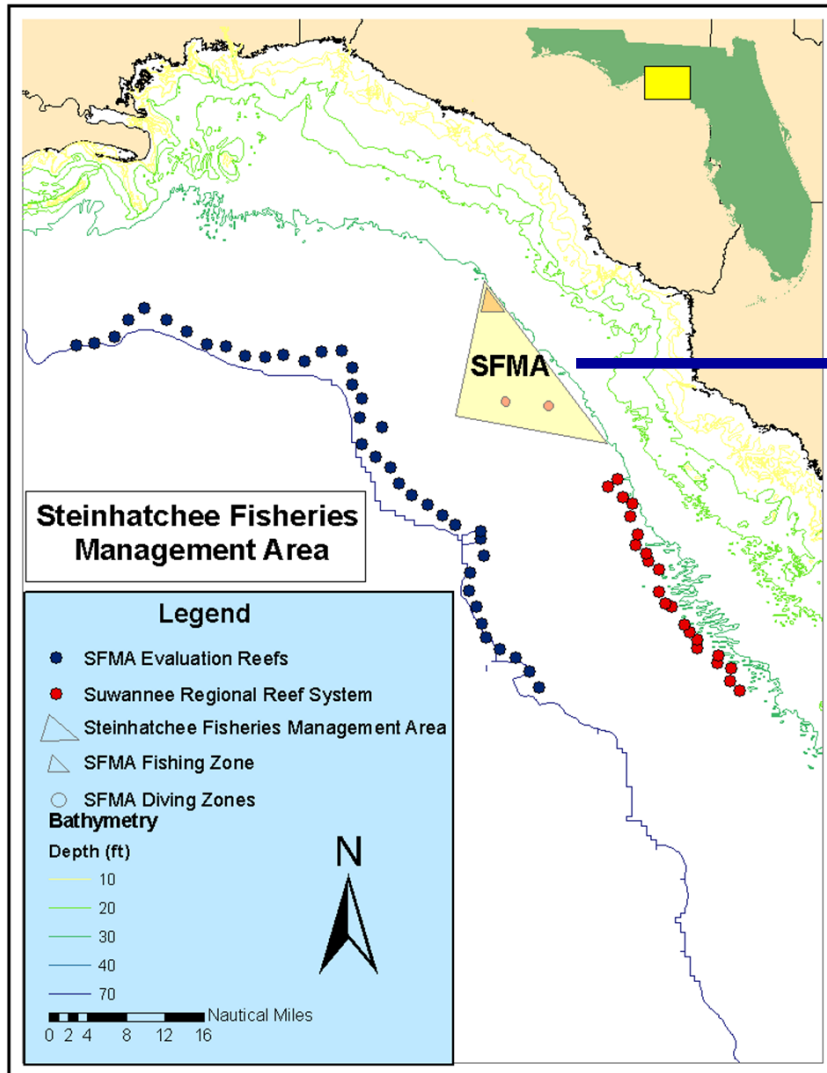 SFMA
Steinhatchee Fisheries
Management Area
Legend
SFMA Evaluation Reefs
Suwannee Regional Reef System
Steinhatchee Fisheries Management Area
SFMA Fishing Zone
SFMA Diving Zones
Bathymetry
Depth (ft)
10
20
30
40
70
N
Nautical Miles
0 2 4 8 12 16